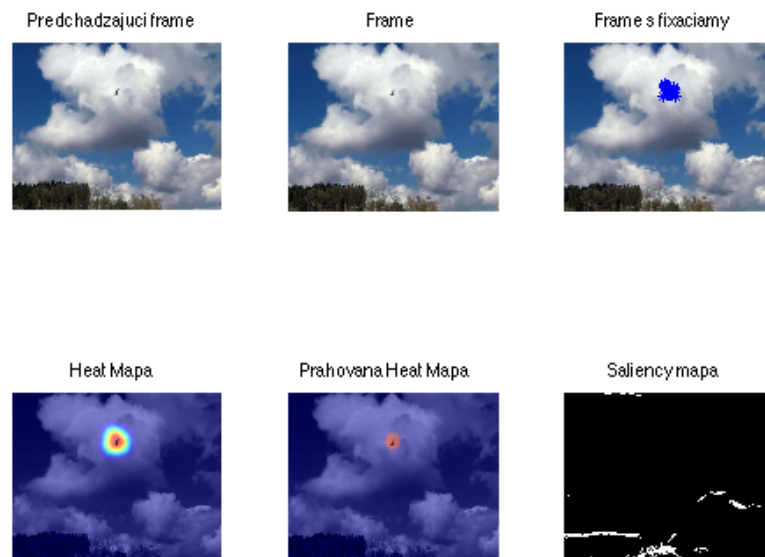 Predchadzajuci frame
Frame
Frame s fixaciamy
Heat Mapa
Prahovana Heat Mapa
Saliency mapa